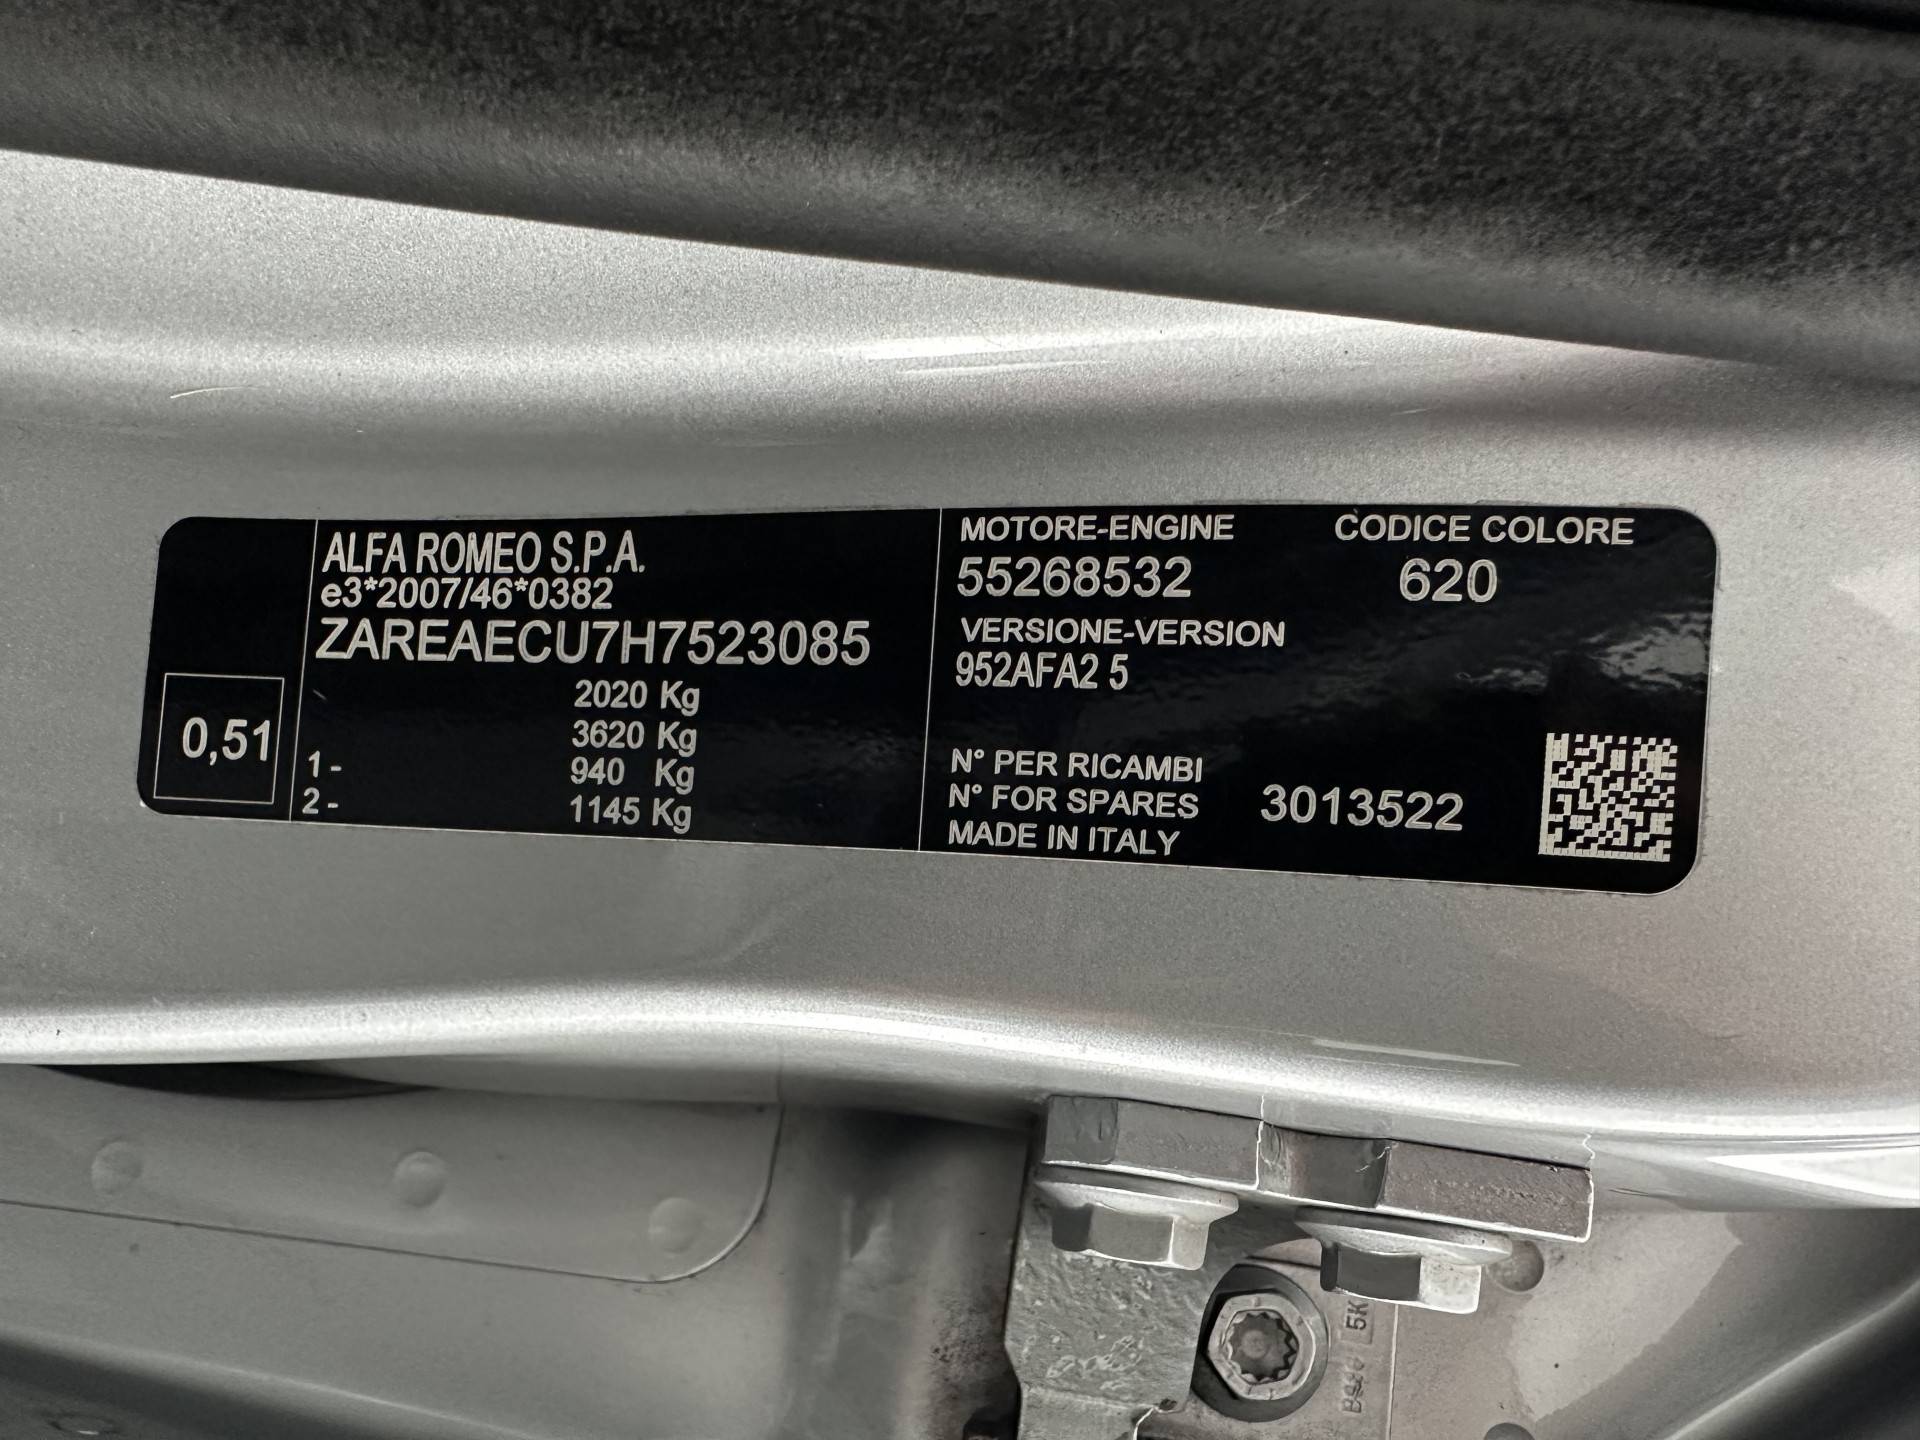 ALFA ROMEO S.P.A.
e3*2007/46*0382
ZAREAECU7H7523085
2020 Kg
3620 Kg
1- 940 Kg
2- 1145 Kg
0,51
MOTORE-ENGINE
55268532
CODICE COLORE
620
VERSIONE-VERSION
952AFA2 5
N° PER RICAMBI
N° FOR SPARES
3013522
MADE IN ITALY
5K